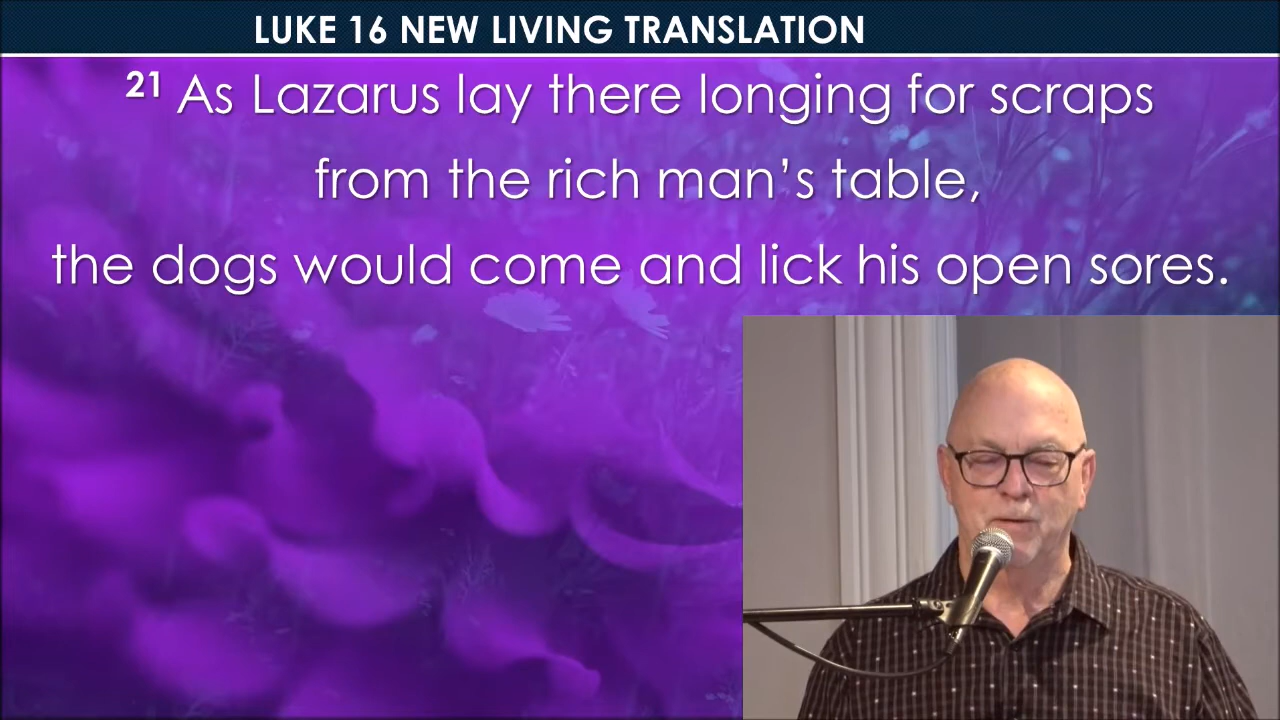 LUKE 16 NEW LIVING TRANSLATION
21 As Lazarus lay there longing for scraps
from the rich man’s table,
the dogs would come and lick his open sores.